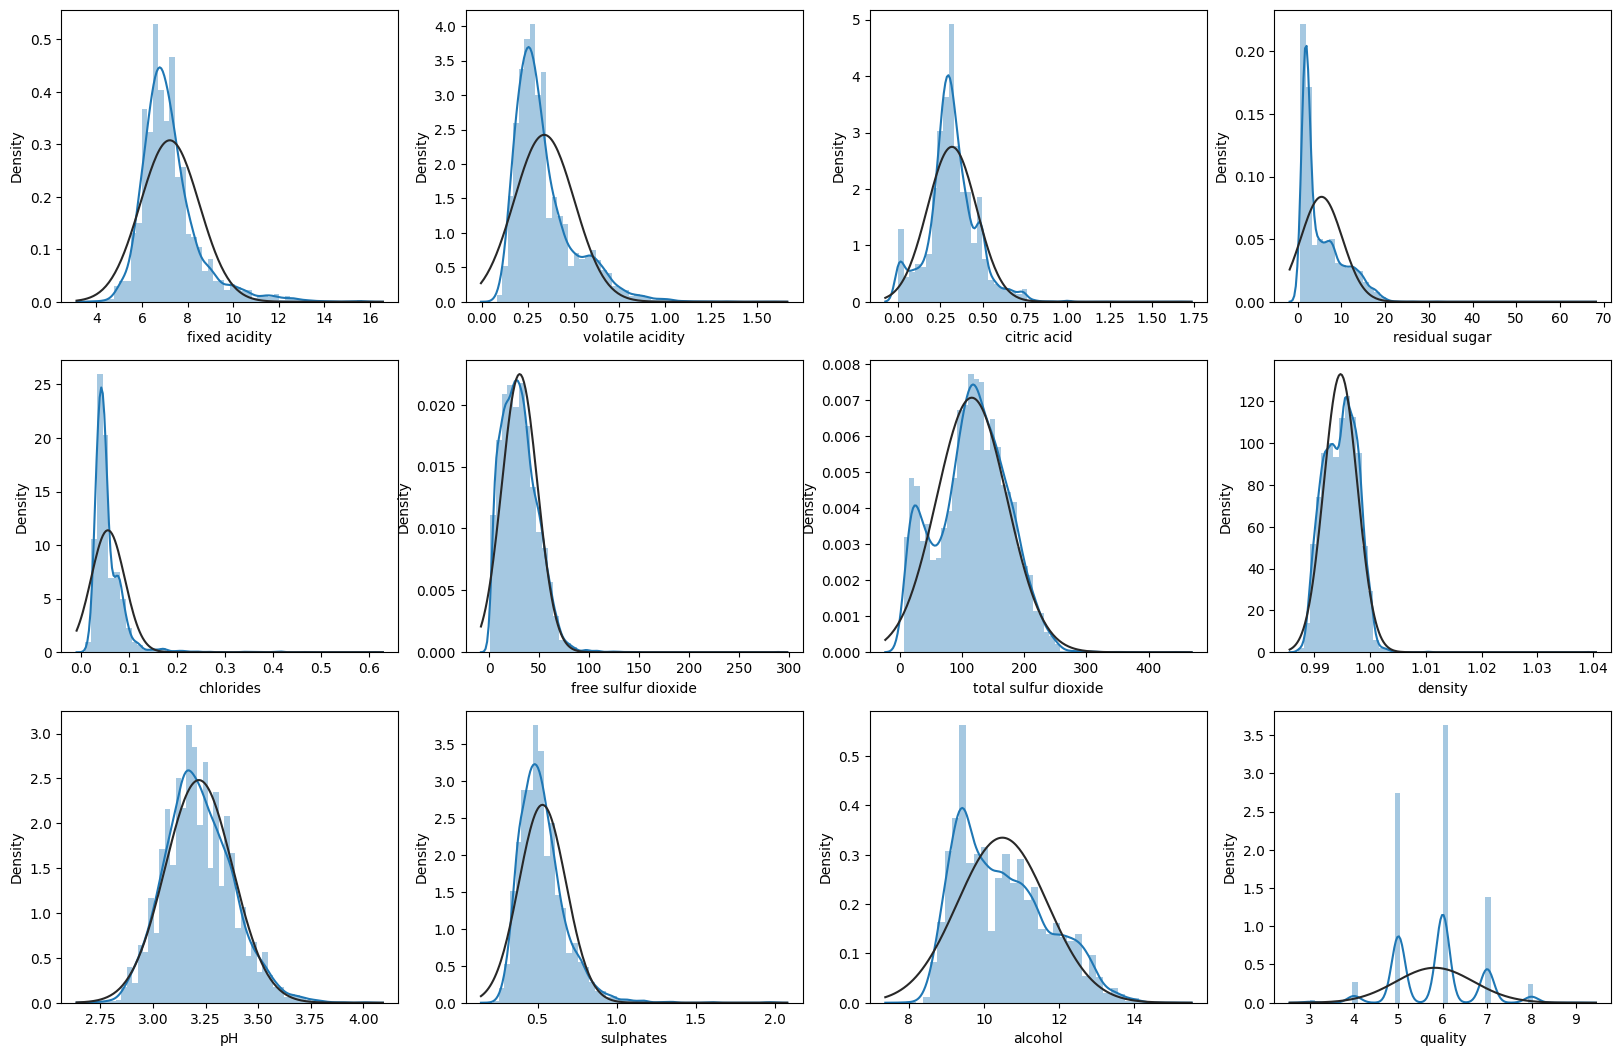 0.5
0.4
0.3
0.2
0.1
0.0
Density
4 6 8 10 12 14 16
fixed acidity
4.0
3.5
3.0
2.5
2.0
1.5
1.0
0.5
0.0
Density
0.00 0.25 0.50 0.75 1.00 1.25 1.50
volatile acidity
5
4
3
2
1
0
Density
0.00 0.25 0.50 0.75 1.00 1.25 1.50 1.75
citric acid
0.20
0.15
0.10
0.05
0.00
Density
0 10 20 30 40 50 60 70
residual sugar
25
20
15
10
5
0
Density
0.0 0.1 0.2 0.3 0.4 0.5 0.6
chlorides
0.020
0.015
0.010
0.005
0.000
Density
0 50 100 150 200 250 300
free sulfur dioxide
0.008
0.007
0.006
0.005
0.004
0.003
0.002
0.001
0.000
Density
0 100 200 300 400
total sulfur dioxide
120
100
80
60
40
20
0
Density
0.99 1.00 1.01 1.02 1.03 1.04
density
3.0
2.5
2.0
1.5
1.0
0.5
0.0
Density
2.75 3.00 3.25 3.50 3.75 4.00
pH
3.5
3.0
2.5
2.0
1.5
1.0
0.5
0.0
Density
0.5 1.0 1.5 2.0
sulphates
0.5
0.4
0.3
0.2
0.1
0.0
Density
8 10 12 14
alcohol
3.5
3.0
2.5
2.0
1.5
1.0
0.5
0.0
Density
3 4 5 6 7 8 9
quality